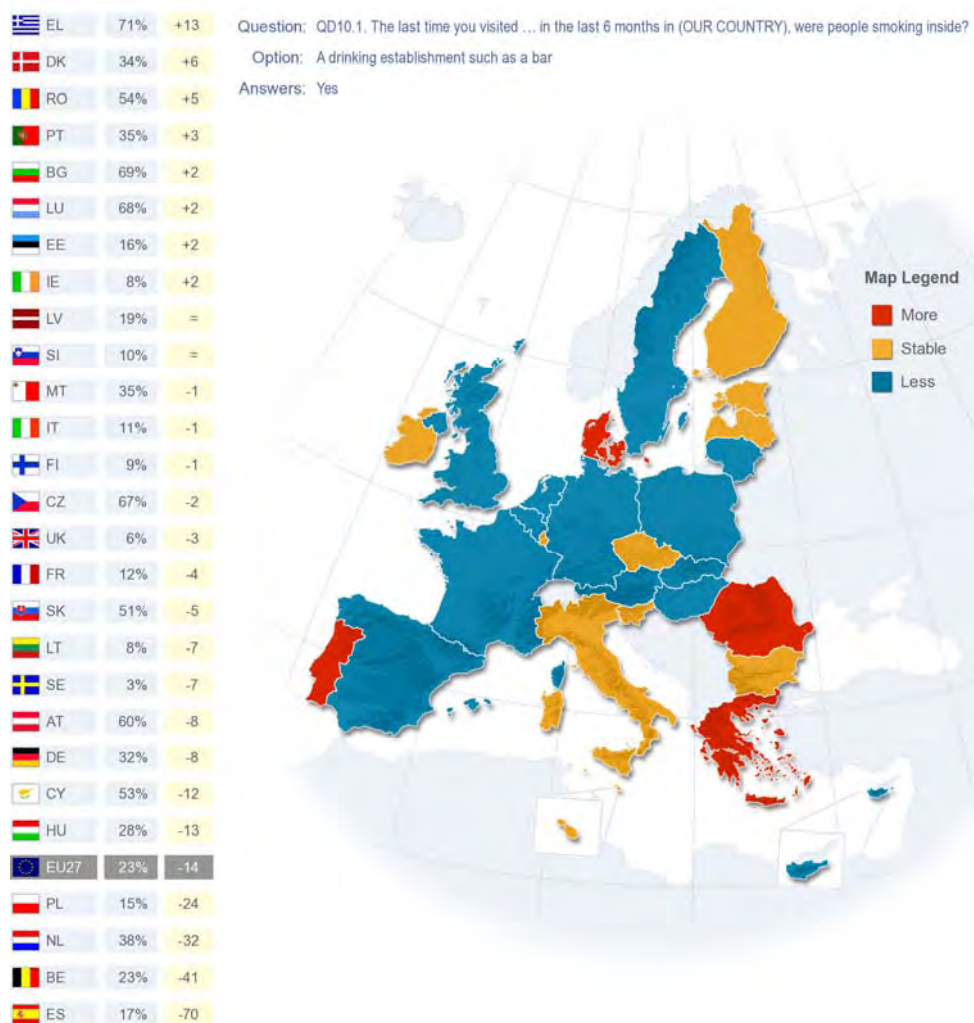 Question: QD10.1. The last time you visited … in the last 6 months in (OUR COUNTRY), were people smoking inside?
Option: A drinking establishment such as a bar
Answers: Yes
EL 71% +13
DK 34% +6
RO 54% +5
PT 35% +3
BG 69% +2
LU 68% +2
EE 16% +2
IE 8% +2
LV 19% =
SI 10% =
MT 35% -1
IT 11% -1
FI 9% -1
CZ 67% -2
UK 6% -3
FR 12% -4
SK 51% -5
LT 8% -7
SE 3% -7
AT 60% -8
DE 32% -8
CY 53% -12
HU 28% -13
EU27 23% -14
PL 15% -24
NL 38% -32
BE 23% -41
ES 17% -70
Map Legend
More
Stable
Less